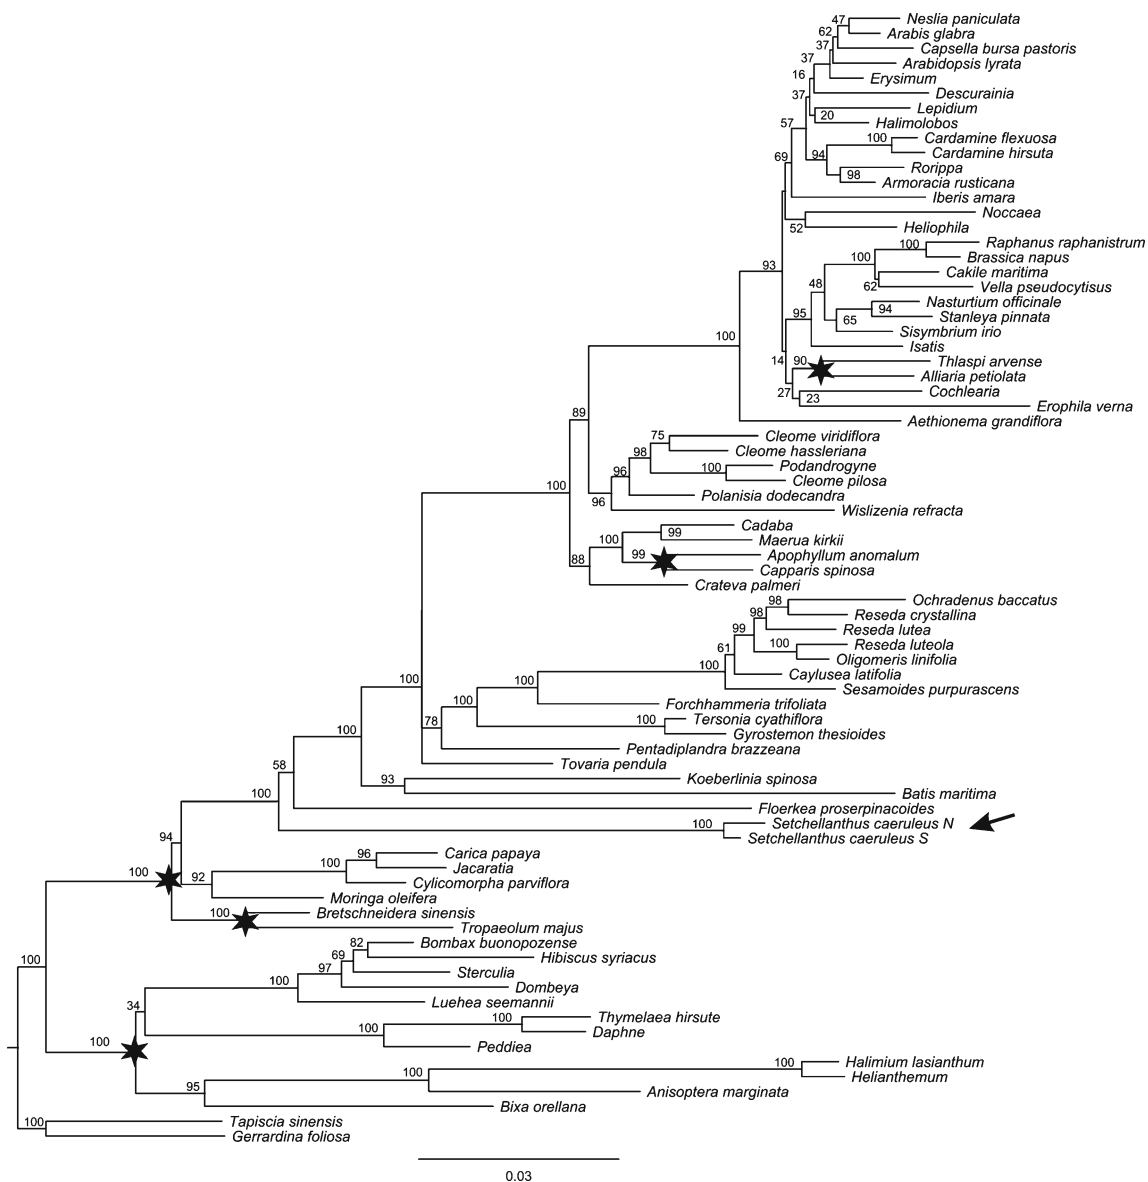 47 Neslia paniculata
62 Arabis glabra
37 Capsella bursa pastoris
37 Arabidopsis lyrata
16 Erysimum
37 Descurainia
Lepidium
20 Halimolobos
57
100 Cardamine flexuosa
Cardamine hirsuta
69 94 Rorippa
98 Armoracia rusticana
Iberis amara
Noccaea
52 Heliophila
100 Raphanus raphanistrum
100 Brassica napus
93 Cakile maritima
62 Vella pseudocytisus
48 Nasturtium officinale
94 Stanleya pinnata
95 65 Sisymbrium irio
100 Isatis
14 90 Thlaspi arvense
Alliaria petiolata
27 Cochlearia
23 Erophila verna
89 Aethionema grandiflora
75 Cleome viridiflora
98 Cleome hassleriana
100 Podandrogyne
96 Cleome pilosa
100 96 Polanisia dodecandra
Wislizenia refracta
Cadaba
99 Maerua kirkii
100
99 Apophyllum anomalum
88 Capparis spinosa
Crateva palmeri
98 Ochradenus baccatus
98 Reseda crystallina
99 Reseda lutea
100 Reseda luteola
61 Oligomeris linifolia
100 Caylusea latifolia
100 100 Sesamoides purpurascens
100 Forchhammeria trifoliata
78 100 Tersonia cyathiflora
Gyrostemon thesioides
100 Pentadiplandra brazzeana
58 Tovaria pendula
93 Koeberlinia spinosa
100 Batis maritima
Floerkea proserpinacoides
100 Setchellanthus caeruleus N
94 Setchellanthus caeruleus S
96 Carica papaya
100 Jacaratia
100 92 Cylicomorpha parviflora
Moringa oleifera
100 Bretschneidera sinensis
Tropaeolum majus
82 Bombax buonopozense
69 Hibiscus syriacus
100 97 Sterculia
100 Dombeya
34 Luehea seemannii
100 Thymelaea hirsute
100 Daphne
100 Peddiea
100 Halimium lasianthum
100 Helianthemum
95 Anisoptera marginata
Bixa orellana
100 Tapiscia sinensis
Gerrardina foliosa
0.03